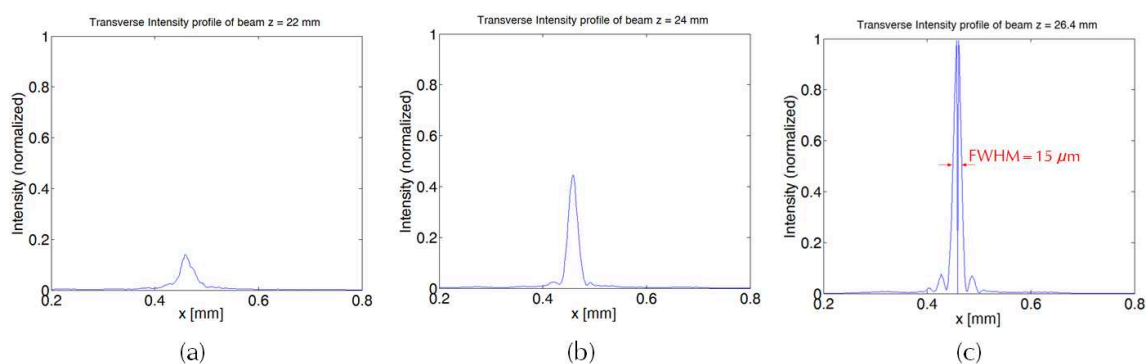 Transverse Intensity profile of beam z = 22 mm
1
0.8
0.6
0.4
0.2
0
0.2 0.4 0.6 0.8
Intensity (normalized)
x [mm]
(a)
Transverse Intensity profile of beam z = 24 mm
1
0.8
0.6
0.4
0.2
0
0.2 0.4 0.6 0.8
Intensity (normalized)
x [mm]
(b)
Transverse Intensity profile of beam z = 26.4 mm
1
0.8
0.6
0.4
0.2
0
0.2 0.4 0.6 0.8
Intensity (normalized)
FWHM = 15 μm
x [mm]
(c)